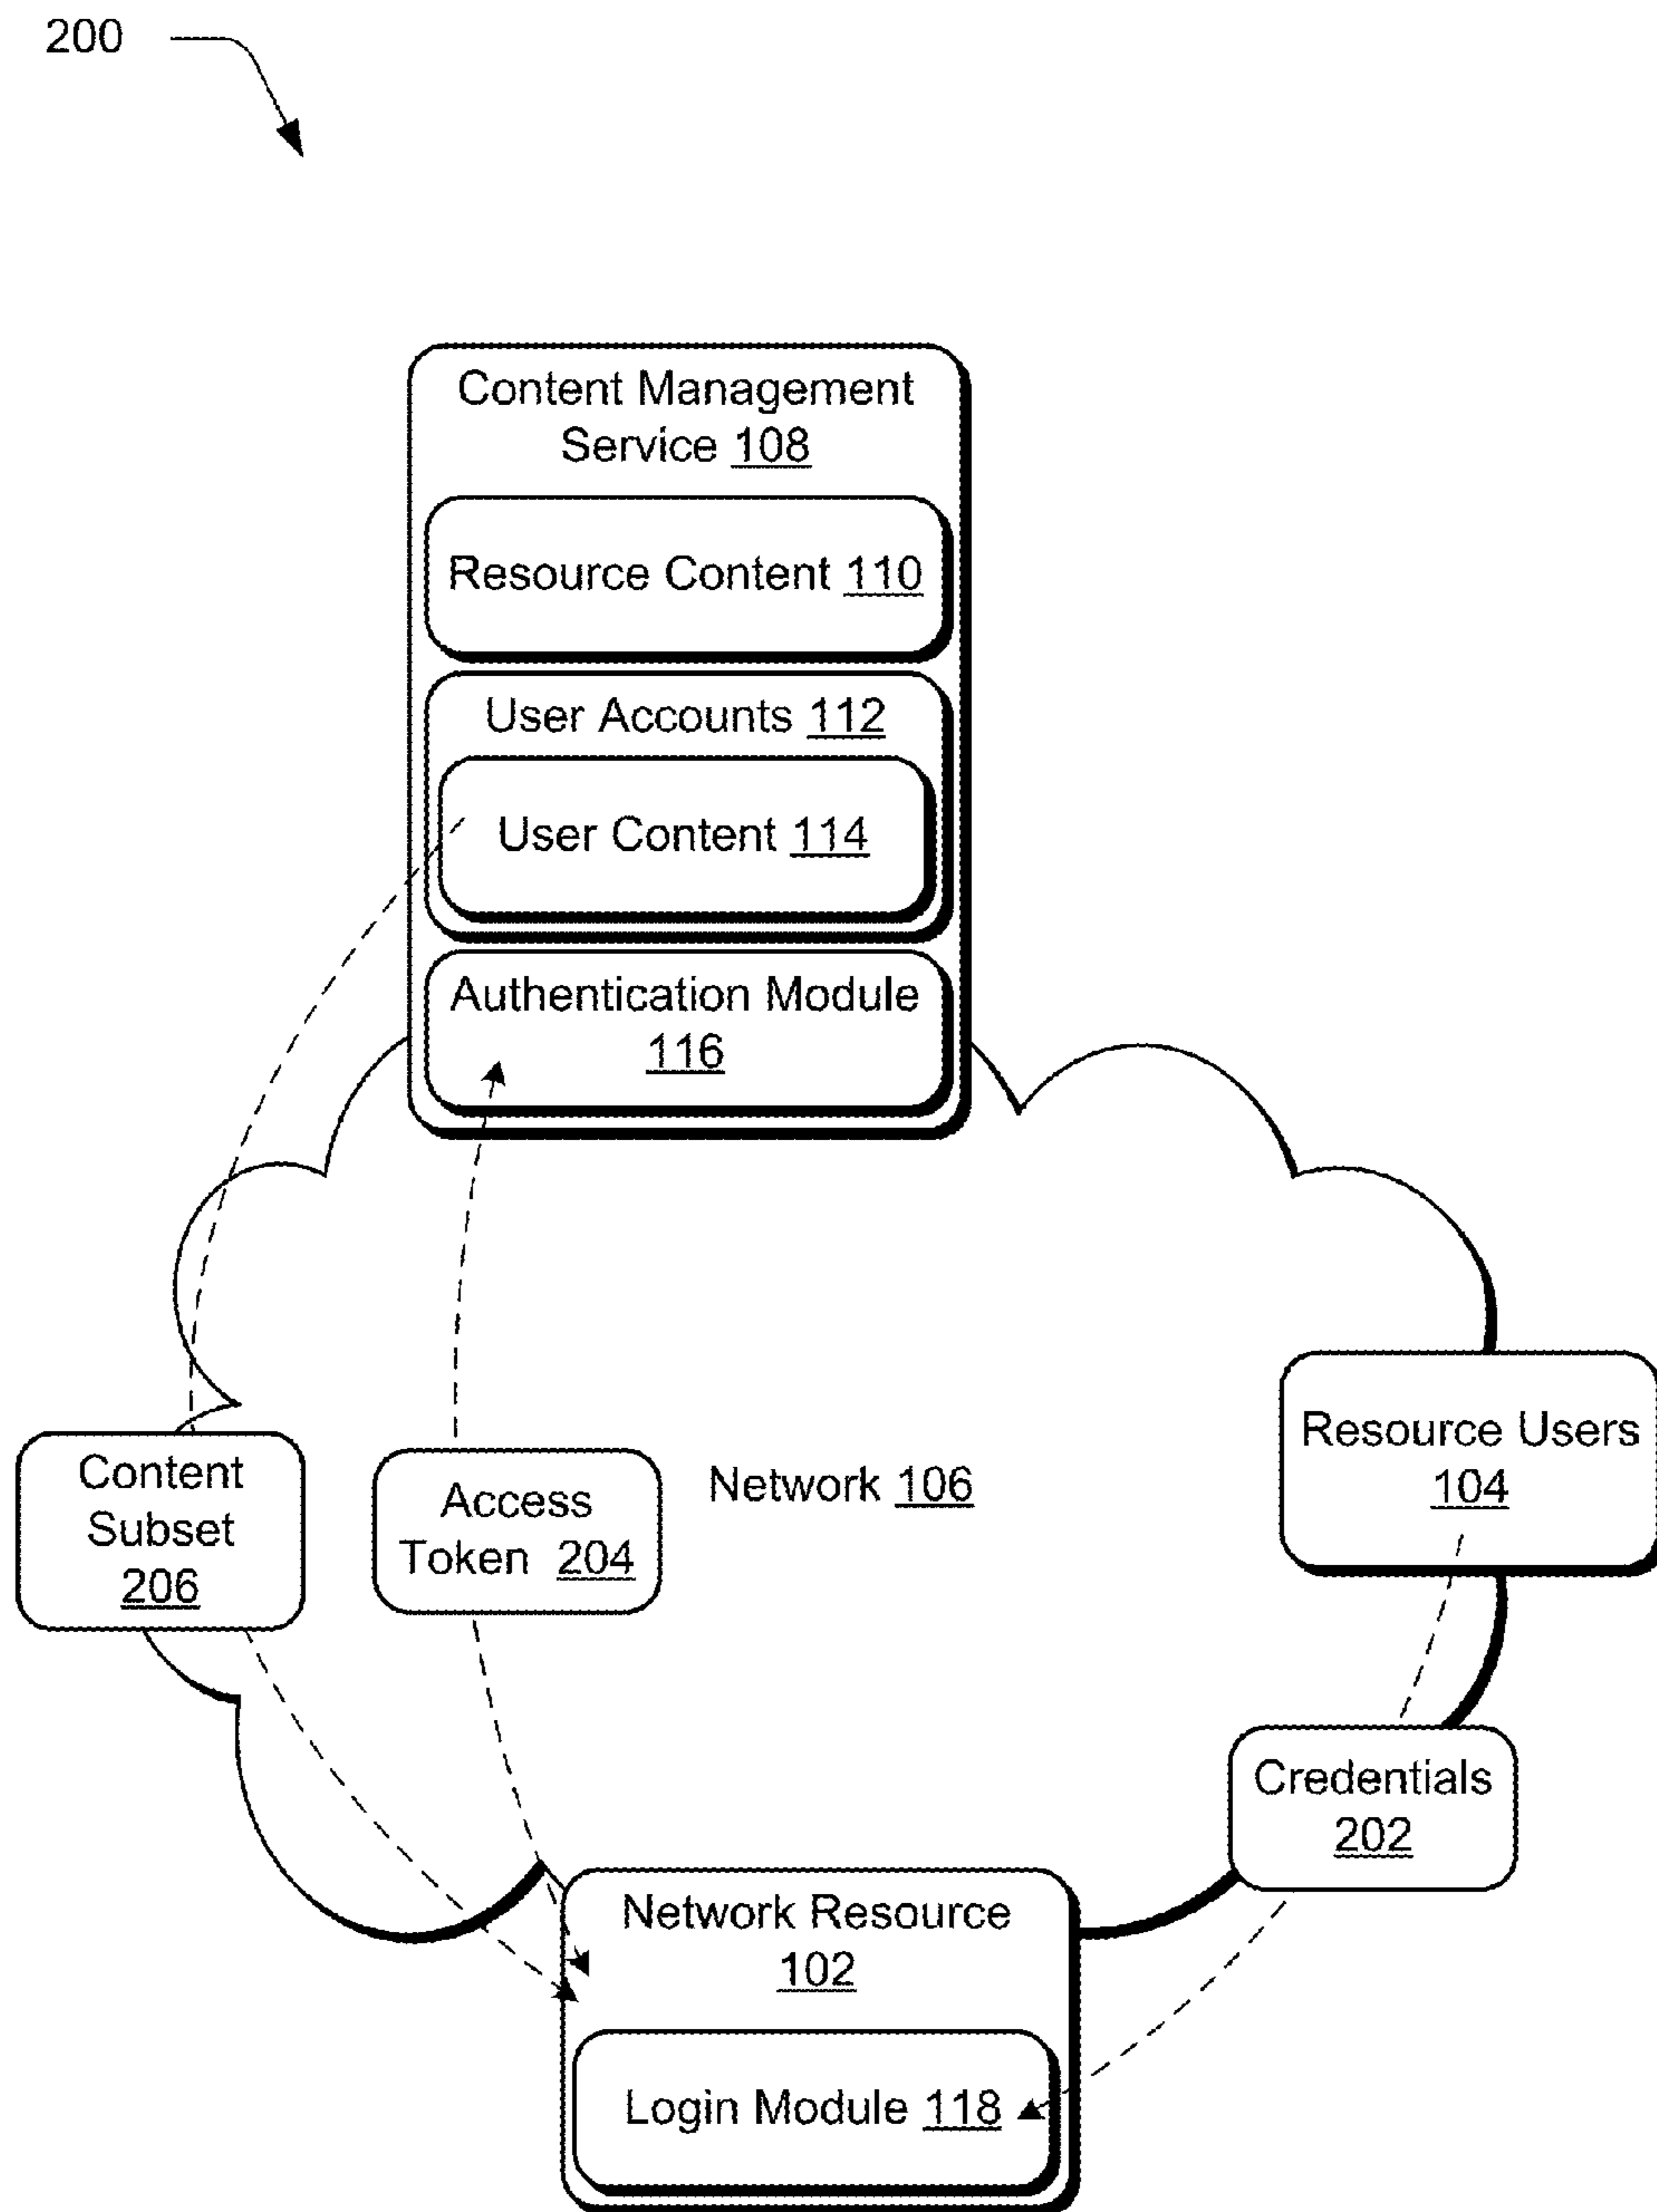 200
Content Management
Service 108
Resource Content 110
User Accounts 112
User Content 114
Authentication Module
116
Content
Subset
206
Access
Token 204
Network 106
Resource Users
104
Credentials
202
Network Resource
102
Login Module 118